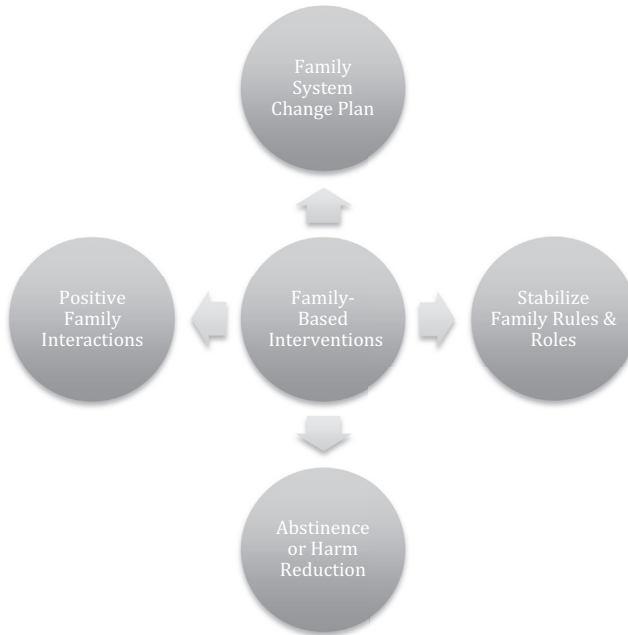 Family
System
Change Plan
Positive
Family
Interactions
Family-
Based
Interventions
Stabilize
Family Rules &
Roles
Abstinence
or Harm
Reduction